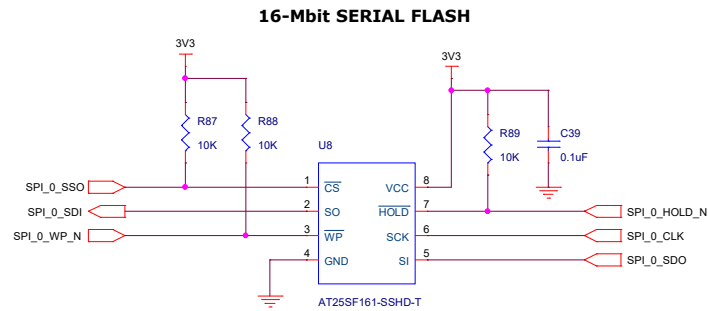 16-Mbit SERIAL FLASH
3V3
3V3
R87
10K
R88
10K
R89
10K
C39
0.1uF
U8
SPI_0_SSO
1
CS
VCC
8
SPI_0_SDI
2
SO
HOLD
7
SPI_0_HOLD_N
SPI_0_WP_N
3
WP
SCK
6
SPI_0_CLK
4
GND
SI
5
SPI_0_SDO
AT25SF161-SSHD-T